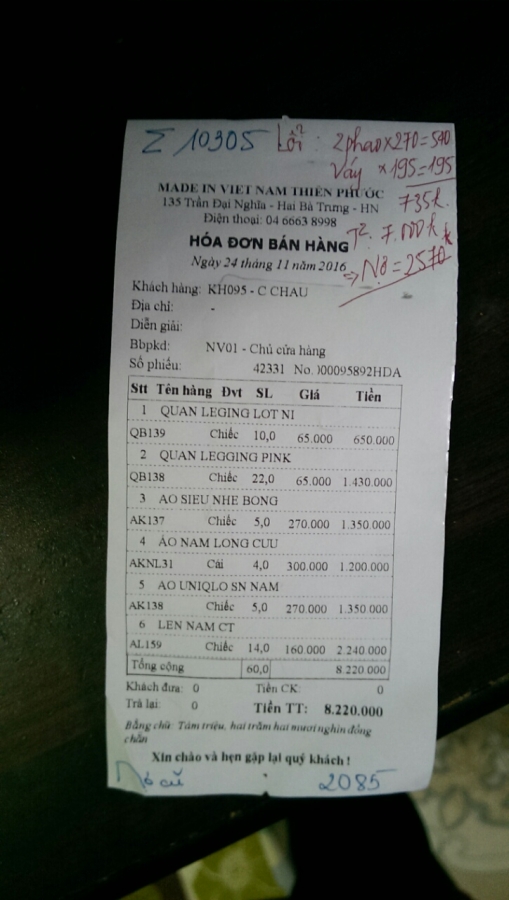 Σ 10305 Lỗi : 2 phao x 270 = 540
Váy x 195 = 195
735k.
MADE IN VIET NAM THIÊN PHƯỚC
135 Trần Đại Nghĩa - Hai Bà Trưng - HN
Điện thoại: 04 6663 8998
HÓA ĐƠN BÁN HÀNG
T²: 7.000k
Ngày 24 tháng 11 năm 2016
=> Nợ = 2570
Khách hàng: KH095 - C CHAU
Địa chỉ: -
Diễn giải:
Bbpkd: NV01 - Chủ cửa hàng
Số phiếu: 42331 No. )00095892HDA
Stt Tên hàng Đvt SL Giá Tiền
1 QUAN LEGING LOT NI
QB139 Chiếc 10,0 65.000 650.000
2 QUAN LEGGING PINK
QB138 Chiếc 22,0 65.000 1.430.000
3 AO SIEU NHE BONG
AK137 Chiếc 5,0 270.000 1.350.000
4 ÁO NAM LONG CUU
AKNL31 Cái 4,0 300.000 1.200.000
5 AO UNIQLO SN NAM
AK138 Chiếc 5,0 270.000 1.350.000
6 LEN NAM CT
AL159 Chiếc 14,0 160.000 2.240.000
Tổng cộng 60,0 8.220.000
Khách đưa: 0 Tiền CK: 0
Trả lại: 0 Tiền TT: 8.220.000
Bằng chữ: Tám triệu, hai trăm hai mươi nghìn đồng
chẵn
Xin chào và hẹn gặp lại quý khách !
Nợ cũ 2085